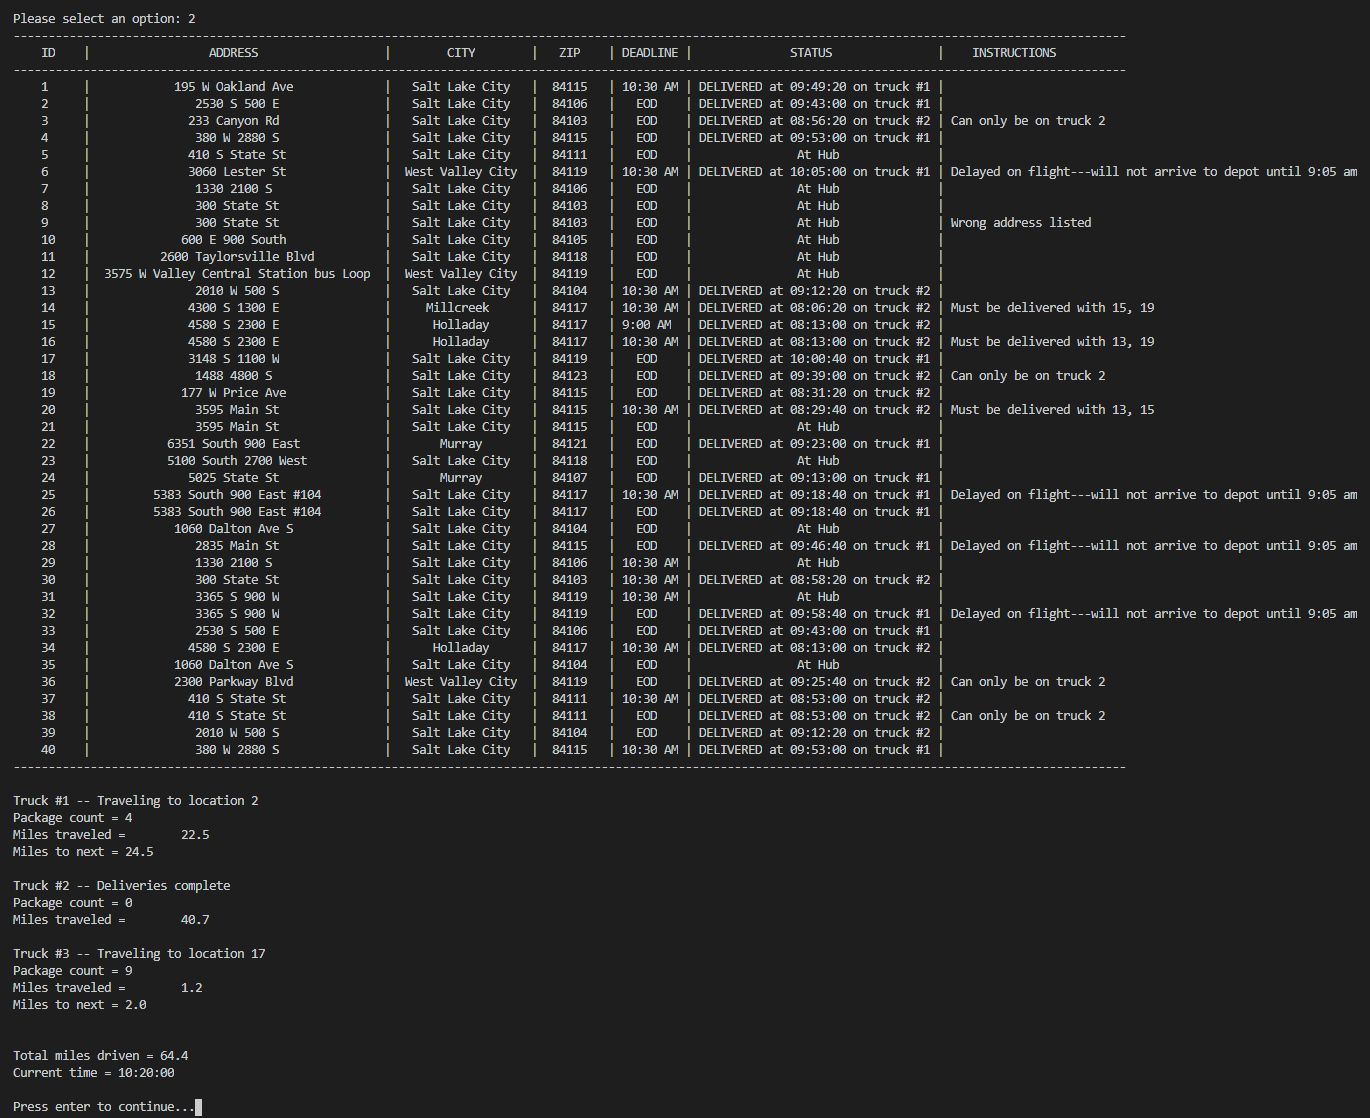 Please select an option: 2
----------------------------------------------------------------------------------------------------------------------------------------------------------------
ID | ADDRESS | CITY | ZIP | DEADLINE | STATUS | INSTRUCTIONS
----------------------------------------------------------------------------------------------------------------------------------------------------------------
1 | 195 W Oakland Ave | Salt Lake City | 84115 | 10:30 AM | DELIVERED at 09:49:20 on truck #1 |
2 | 2530 S 500 E | Salt Lake City | 84106 | EOD | DELIVERED at 09:43:00 on truck #1 |
3 | 233 Canyon Rd | Salt Lake City | 84103 | EOD | DELIVERED at 08:56:20 on truck #2 | Can only be on truck 2
4 | 380 W 2880 S | Salt Lake City | 84115 | EOD | DELIVERED at 09:53:00 on truck #1 |
5 | 410 S State St | Salt Lake City | 84111 | EOD | At Hub |
6 | 3060 Lester St | West Valley City | 84119 | 10:30 AM | DELIVERED at 10:05:00 on truck #1 | Delayed on flight---will not arrive to depot until 9:05 am
7 | 1330 2100 S | Salt Lake City | 84106 | EOD | At Hub |
8 | 300 State St | Salt Lake City | 84103 | EOD | At Hub |
9 | 300 State St | Salt Lake City | 84103 | EOD | At Hub | Wrong address listed
10 | 600 E 900 South | Salt Lake City | 84105 | EOD | At Hub |
11 | 2600 Taylorsville Blvd | Salt Lake City | 84118 | EOD | At Hub |
12 | 3575 W Valley Central Station bus Loop | West Valley City | 84119 | EOD | At Hub |
13 | 2010 W 500 S | Salt Lake City | 84104 | 10:30 AM | DELIVERED at 09:12:20 on truck #2 |
14 | 4300 S 1300 E | Millcreek | 84117 | 10:30 AM | DELIVERED at 08:06:20 on truck #2 | Must be delivered with 15, 19
15 | 4580 S 2300 E | Holladay | 84117 | 9:00 AM | DELIVERED at 08:13:00 on truck #2 |
16 | 4580 S 2300 E | Holladay | 84117 | 10:30 AM | DELIVERED at 08:13:00 on truck #2 | Must be delivered with 13, 19
17 | 3148 S 1100 W | Salt Lake City | 84119 | EOD | DELIVERED at 10:00:40 on truck #1 |
18 | 1488 4800 S | Salt Lake City | 84123 | EOD | DELIVERED at 09:39:00 on truck #2 | Can only be on truck 2
19 | 177 W Price Ave | Salt Lake City | 84115 | EOD | DELIVERED at 08:31:20 on truck #2 |
20 | 3595 Main St | Salt Lake City | 84115 | 10:30 AM | DELIVERED at 08:29:40 on truck #2 | Must be delivered with 13, 15
21 | 3595 Main St | Salt Lake City | 84115 | EOD | At Hub |
22 | 6351 South 900 East | Murray | 84121 | EOD | DELIVERED at 09:23:00 on truck #1 |
23 | 5100 South 2700 West | Salt Lake City | 84118 | EOD | At Hub |
24 | 5025 State St | Murray | 84107 | EOD | DELIVERED at 09:13:00 on truck #1 |
25 | 5383 South 900 East #104 | Salt Lake City | 84117 | 10:30 AM | DELIVERED at 09:18:40 on truck #1 | Delayed on flight---will not arrive to depot until 9:05 am
26 | 5383 South 900 East #104 | Salt Lake City | 84117 | EOD | DELIVERED at 09:18:40 on truck #1 |
27 | 1060 Dalton Ave S | Salt Lake City | 84104 | EOD | At Hub |
28 | 2835 Main St | Salt Lake City | 84115 | EOD | DELIVERED at 09:46:40 on truck #1 | Delayed on flight---will not arrive to depot until 9:05 am
29 | 1330 2100 S | Salt Lake City | 84106 | 10:30 AM | At Hub |
30 | 300 State St | Salt Lake City | 84103 | 10:30 AM | DELIVERED at 08:58:20 on truck #2 |
31 | 3365 S 900 W | Salt Lake City | 84119 | 10:30 AM | At Hub |
32 | 3365 S 900 W | Salt Lake City | 84119 | EOD | DELIVERED at 09:58:40 on truck #1 | Delayed on flight---will not arrive to depot until 9:05 am
33 | 2530 S 500 E | Salt Lake City | 84106 | EOD | DELIVERED at 09:43:00 on truck #1 |
34 | 4580 S 2300 E | Holladay | 84117 | 10:30 AM | DELIVERED at 08:13:00 on truck #2 |
35 | 1060 Dalton Ave S | Salt Lake City | 84104 | EOD | At Hub |
36 | 2300 Parkway Blvd | West Valley City | 84119 | EOD | DELIVERED at 09:25:40 on truck #2 | Can only be on truck 2
37 | 410 S State St | Salt Lake City | 84111 | 10:30 AM | DELIVERED at 08:53:00 on truck #2 |
38 | 410 S State St | Salt Lake City | 84111 | EOD | DELIVERED at 08:53:00 on truck #2 | Can only be on truck 2
39 | 2010 W 500 S | Salt Lake City | 84104 | EOD | DELIVERED at 09:12:20 on truck #2 |
40 | 380 W 2880 S | Salt Lake City | 84115 | 10:30 AM | DELIVERED at 09:53:00 on truck #1 |
----------------------------------------------------------------------------------------------------------------------------------------------------------------
Truck #1 -- Traveling to location 2
Package count = 4
Miles traveled = 22.5
Miles to next = 24.5
Truck #2 -- Deliveries complete
Package count = 0
Miles traveled = 40.7
Truck #3 -- Traveling to location 17
Package count = 9
Miles traveled = 1.2
Miles to next = 2.0
Total miles driven = 64.4
Current time = 10:20:00
Press enter to continue...